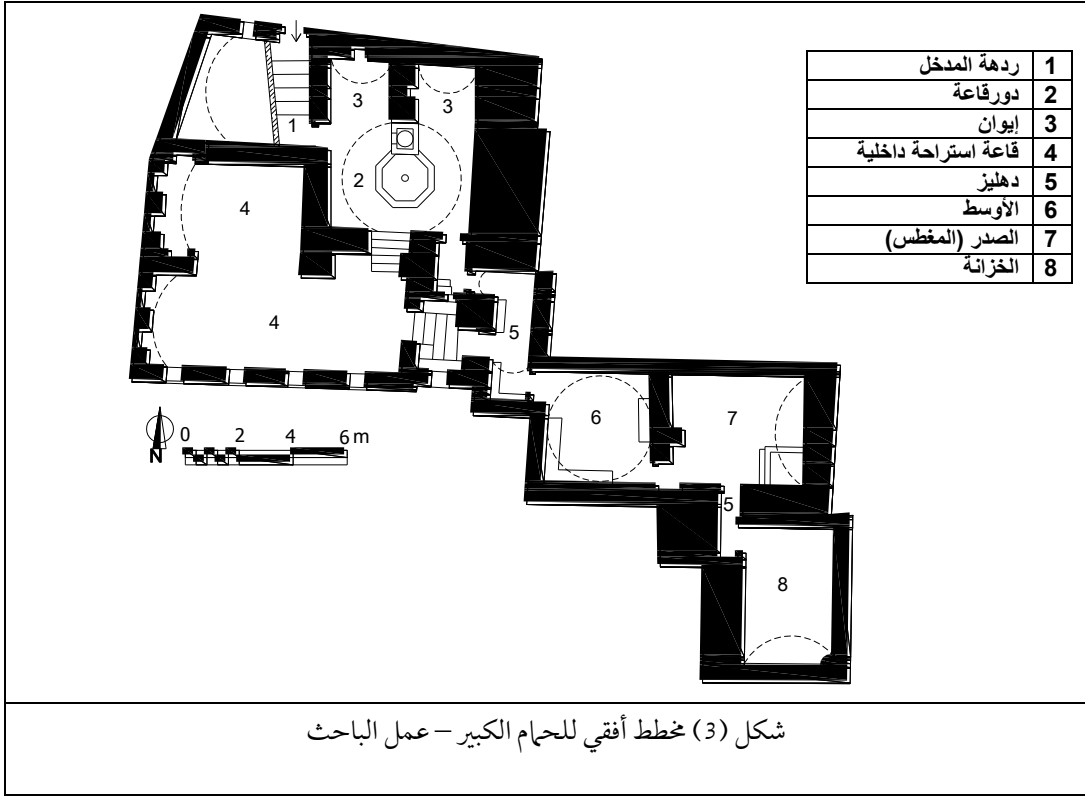 1 ردهة المدخل
2 دورقاعة
3 إيوان
4 قاعة استراحة داخلية
5 دهليز
6 الأوسط
7 الصدر (المغطس)
8 الخزانة
3
3
1
2
4
4
5
6
7
5
8
N
0 2 4 6 m
شكل (3) مخطط أفقي للحمام الكبير – عمل الباحث